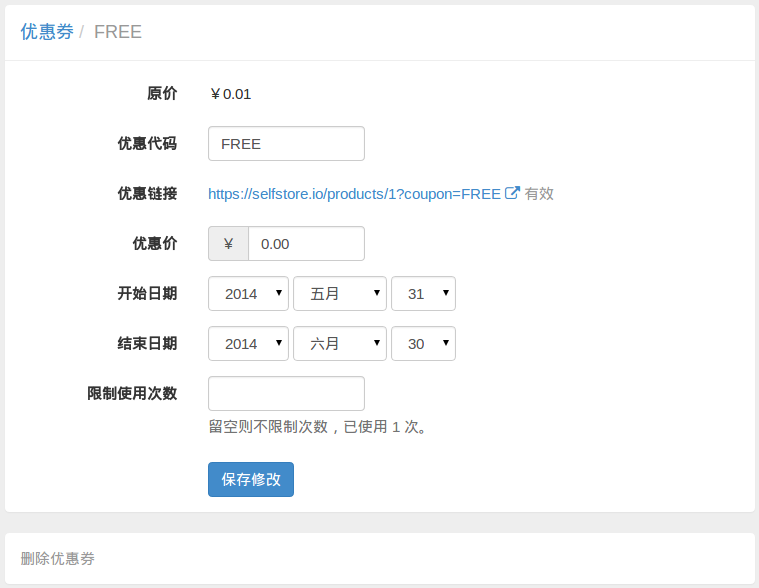 优惠券 / FREE
原价 ￥0.01
优惠代码 FREE
优惠链接 https://selfstore.io/products/1?coupon=FREE 有效
优惠价 ¥ 0.00
开始日期 2014 五月 31
结束日期 2014 六月 30
限制使用次数
留空则不限制次数，已使用 1 次。
保存修改
删除优惠券